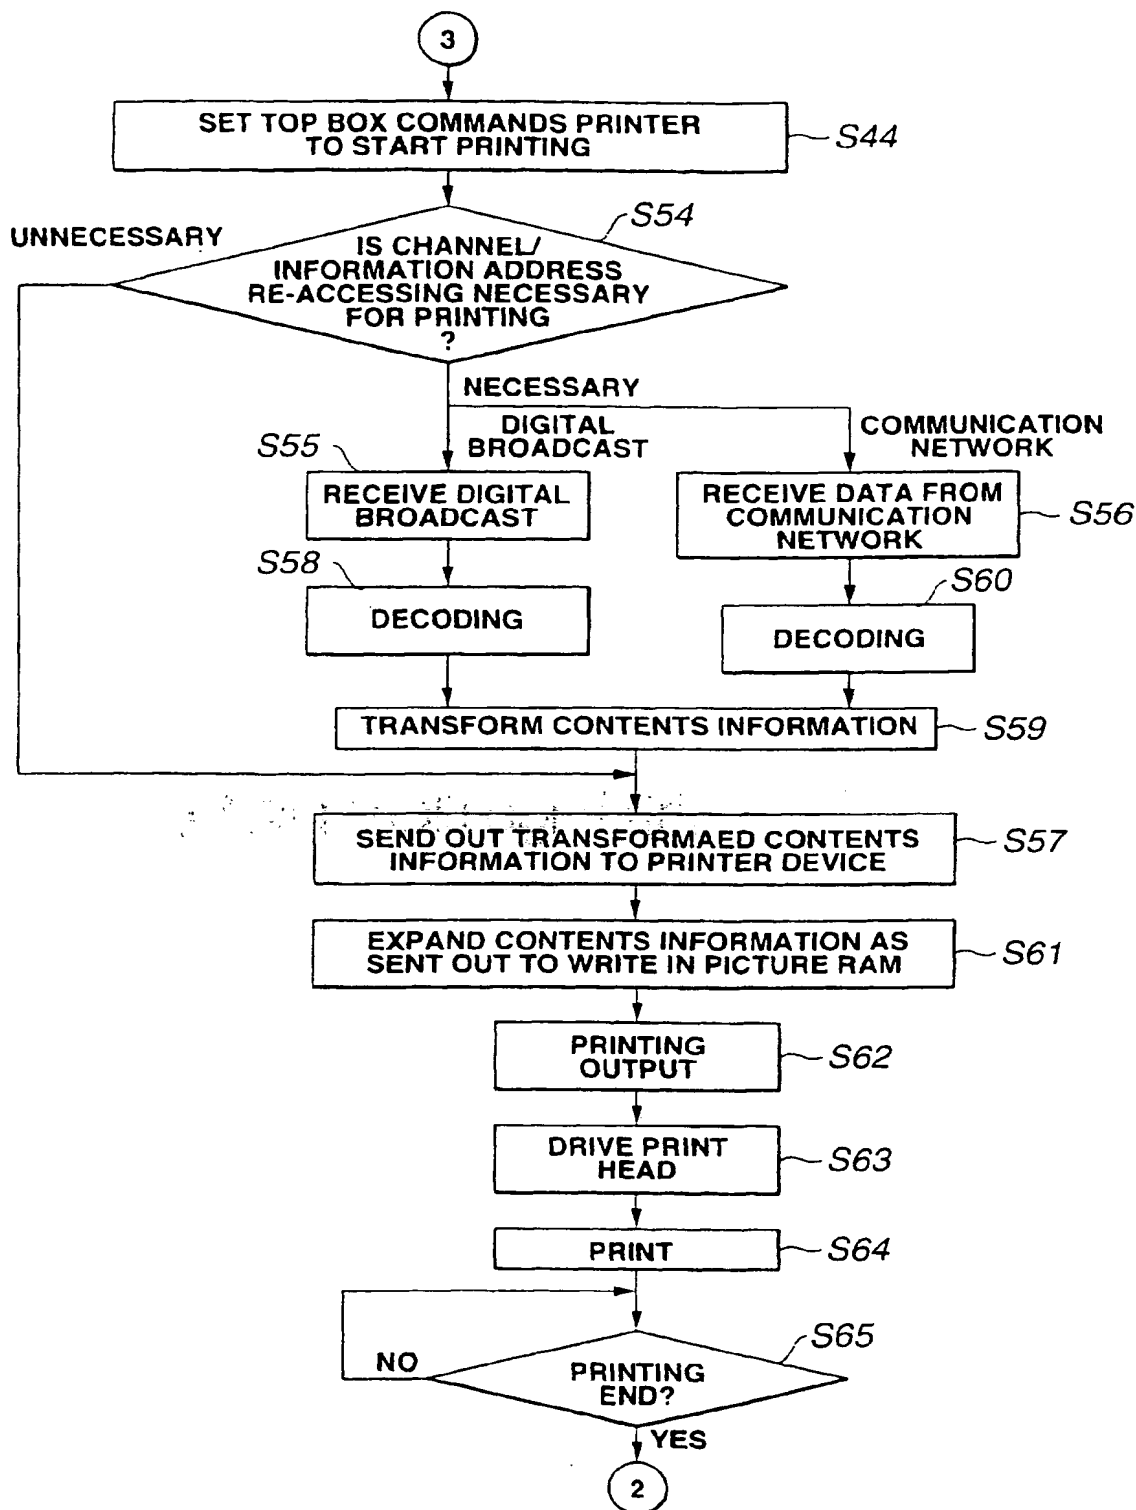 3
SET TOP BOX COMMANDS PRINTER
TO START PRINTING
S44
S54
UNNECESSARY
IS CHANNEL/
INFORMATION ADDRESS
RE-ACCESSING NECESSARY
FOR PRINTING
?
NECESSARY
DIGITAL
BROADCAST
COMMUNICATION
NETWORK
S55
RECEIVE DIGITAL
BROADCAST
RECEIVE DATA FROM
COMMUNICATION
NETWORK
S56
S58
DECODING
S60
DECODING
TRANSFORM CONTENTS INFORMATION
S59
SEND OUT TRANSFORMAED CONTENTS
INFORMATION TO PRINTER DEVICE
S57
EXPAND CONTENTS INFORMATION AS
SENT OUT TO WRITE IN PICTURE RAM
S61
PRINTING
OUTPUT
S62
DRIVE PRINT
HEAD
S63
PRINT
S64
S65
NO
PRINTING
END?
YES
2